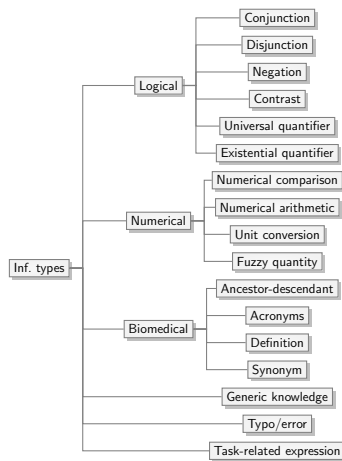 Conjunction
Disjunction
Negation
Logical
Contrast
Universal quantifier
Existential quantifier
Numerical comparison
Numerical arithmetic
Numerical
Unit conversion
Fuzzy quantity
Inf. types
Ancestor-descendant
Acronyms
Biomedical
Definition
Synonym
Generic knowledge
Typo/error
Task-related expression